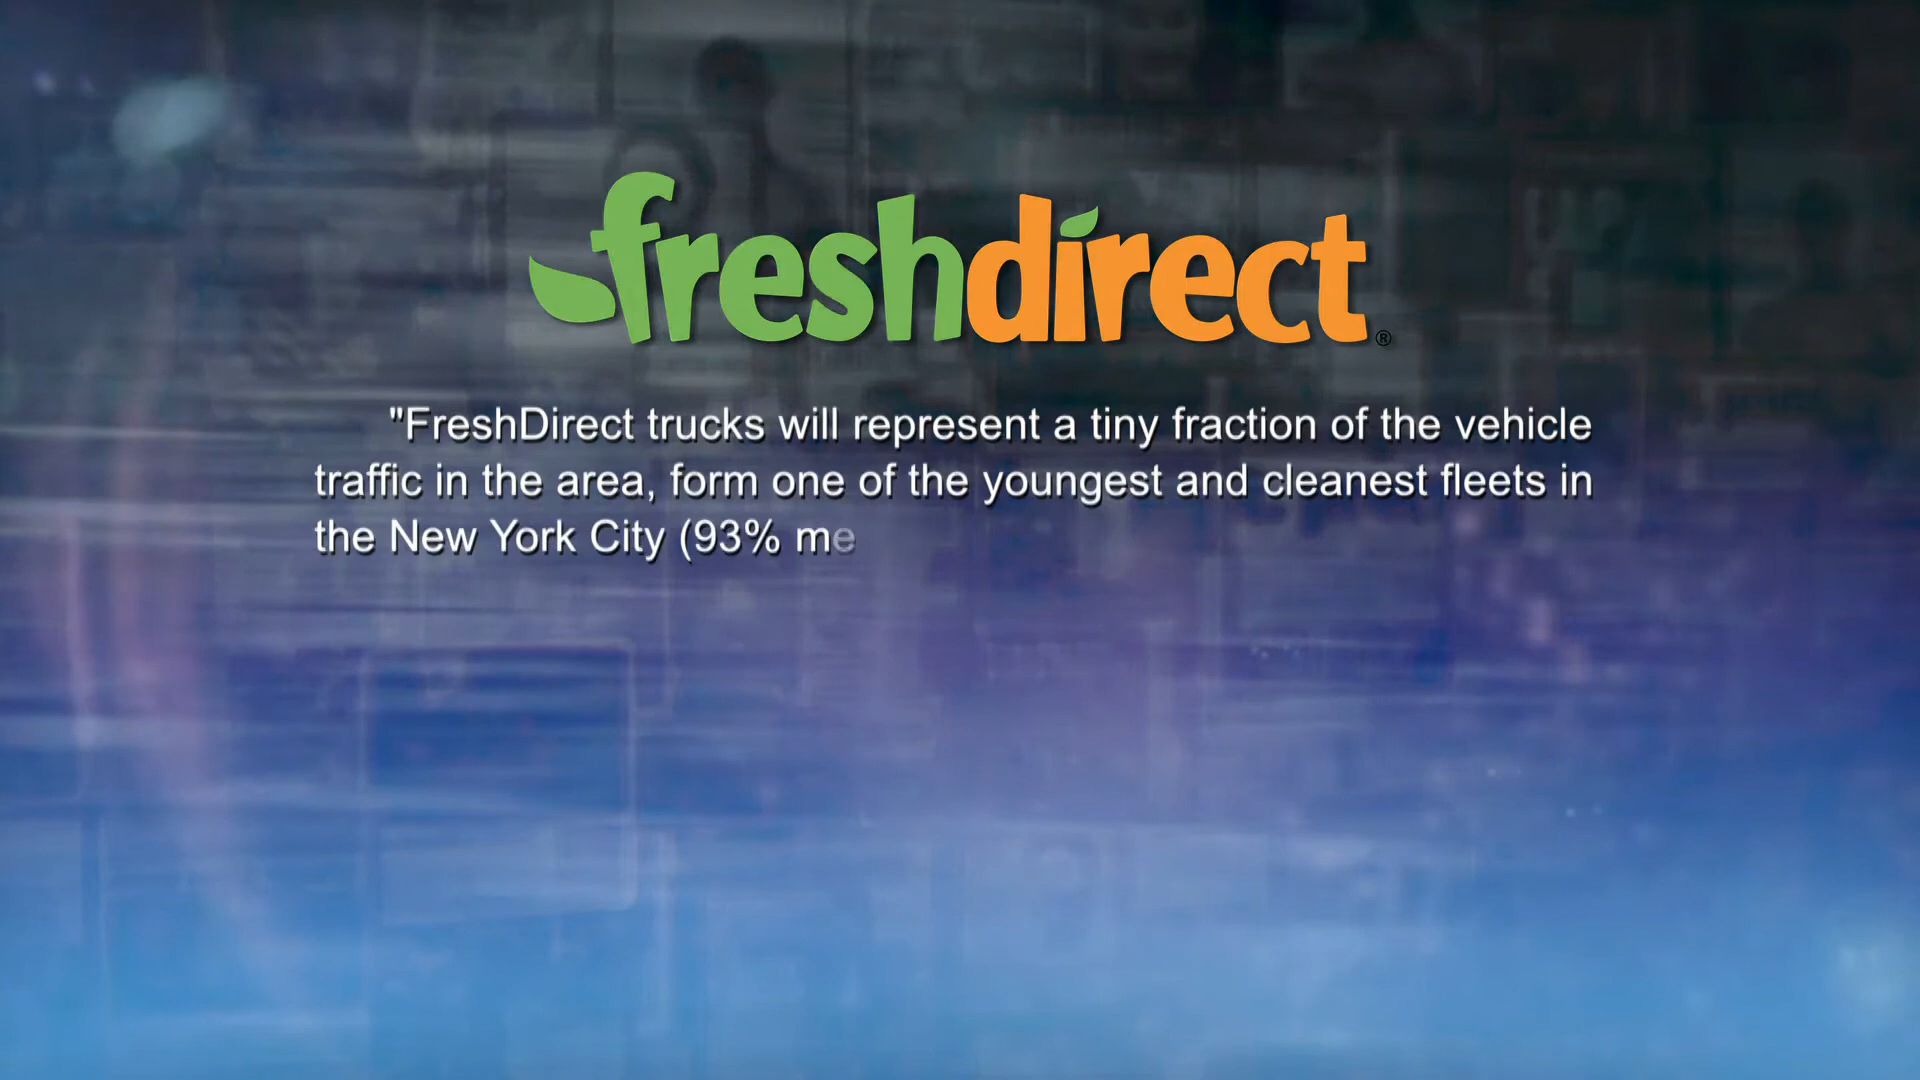 freshdirect®
"FreshDirect trucks will represent a tiny fraction of the vehicle
traffic in the area, form one of the youngest and cleanest fleets in
the New York City (93% me